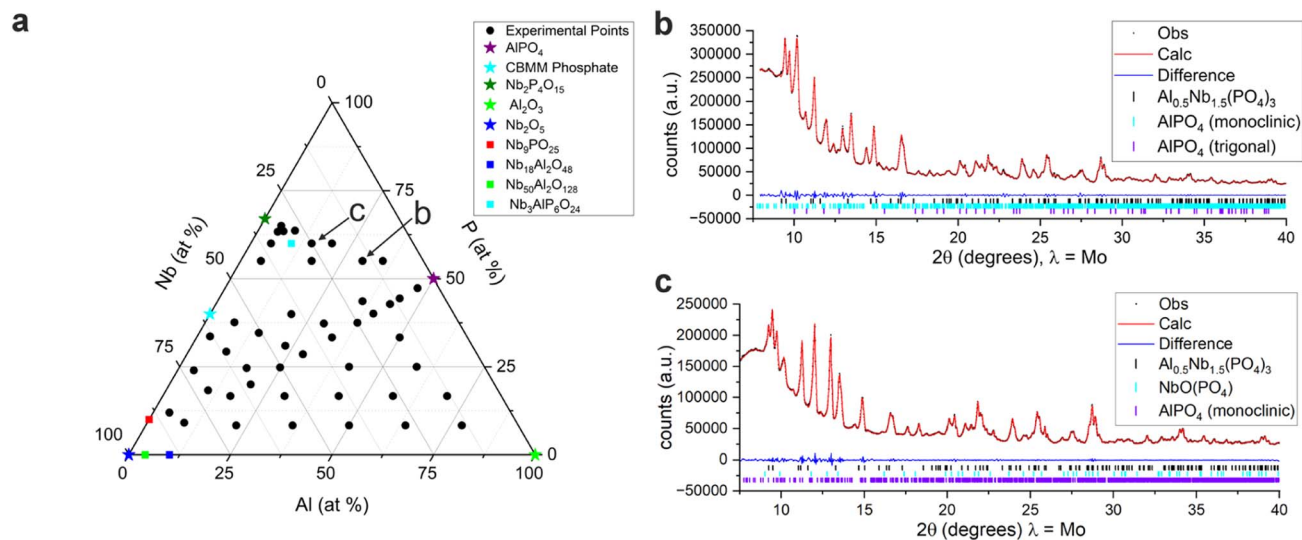 a
Experimental Points
AlPO₄
CBMM Phosphate
Nb₂P₄O₁₅
Al₂O₃
Nb₂O₅
Nb₉PO₂₅
Nb₁₈Al₂O₄₈
Nb₅₀Al₂O₁₂₈
Nb₃AlP₆O₂₄
0
100
25
75
c
b
Nb (at %)
P (at %)
50
50
75
25
100
0
0
25
50
75
100
Al (at %)
b
350000
300000
250000
200000
150000
100000
50000
0
−50000
counts (a.u.)
Obs
Calc
Difference
Al₀.₅Nb₁.₅(PO₄)₃
AlPO₄ (monoclinic)
AlPO₄ (trigonal)
10 15 20 25 30 35 40
2θ (degrees), λ = Mo
c
250000
200000
150000
100000
50000
0
−50000
counts (a.u.)
Obs
Calc
Difference
Al₀.₅Nb₁.₅(PO₄)₃
NbO(PO₄)
AlPO₄ (monoclinic)
10 15 20 25 30 35 40
2θ (degrees) λ = Mo